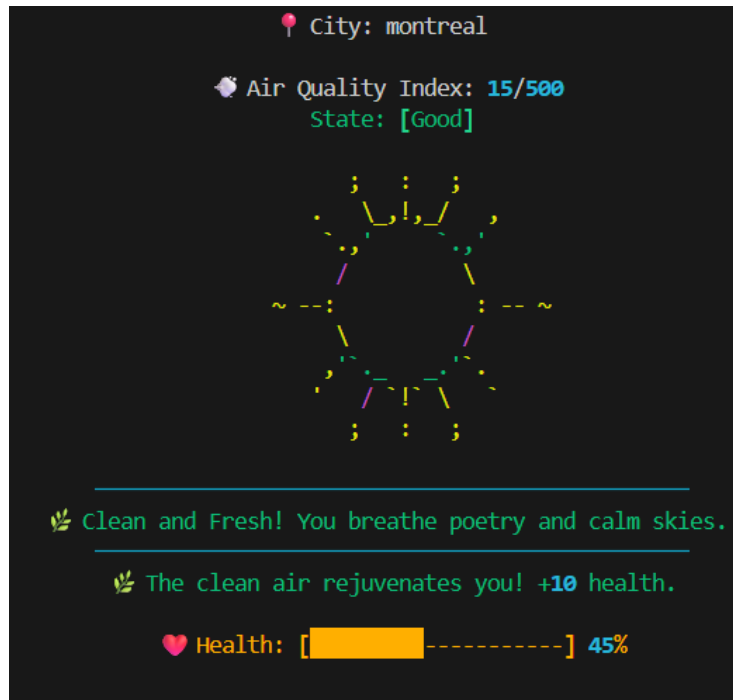 📍 City: montreal
💨 Air Quality Index: 15/500
State: [Good]
;   :   ;
.   \_,!,_/   ,
`.,'     `.,'
/         \
~ --:           : -- ~
\         /
,'`._   _.'`.
'   / `!` \   `
;   :   ;
🌿 Clean and Fresh! You breathe poetry and calm skies.
🌿 The clean air rejuvenates you! +10 health.
❤️ Health: [█████████-----------] 45%